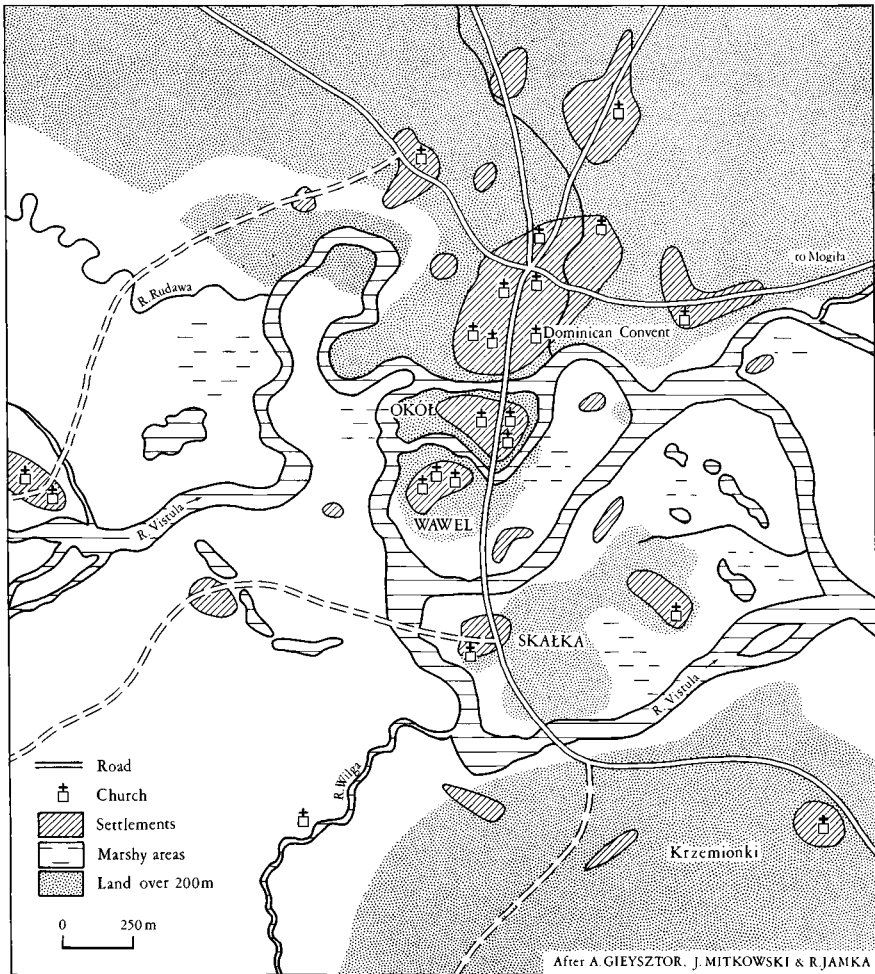 to Mogiła
R. Rudawa
Dominican Convent
OKÓŁ
WAWEL
R. Vistula
SKAŁKA
R. Vistula
R. Wilga
Krzemionki
Road
Church
Settlements
Marshy areas
Land over 200m
0 250 m
After A. GIEYSZTOR, J. MITKOWSKI & R. JAMKA